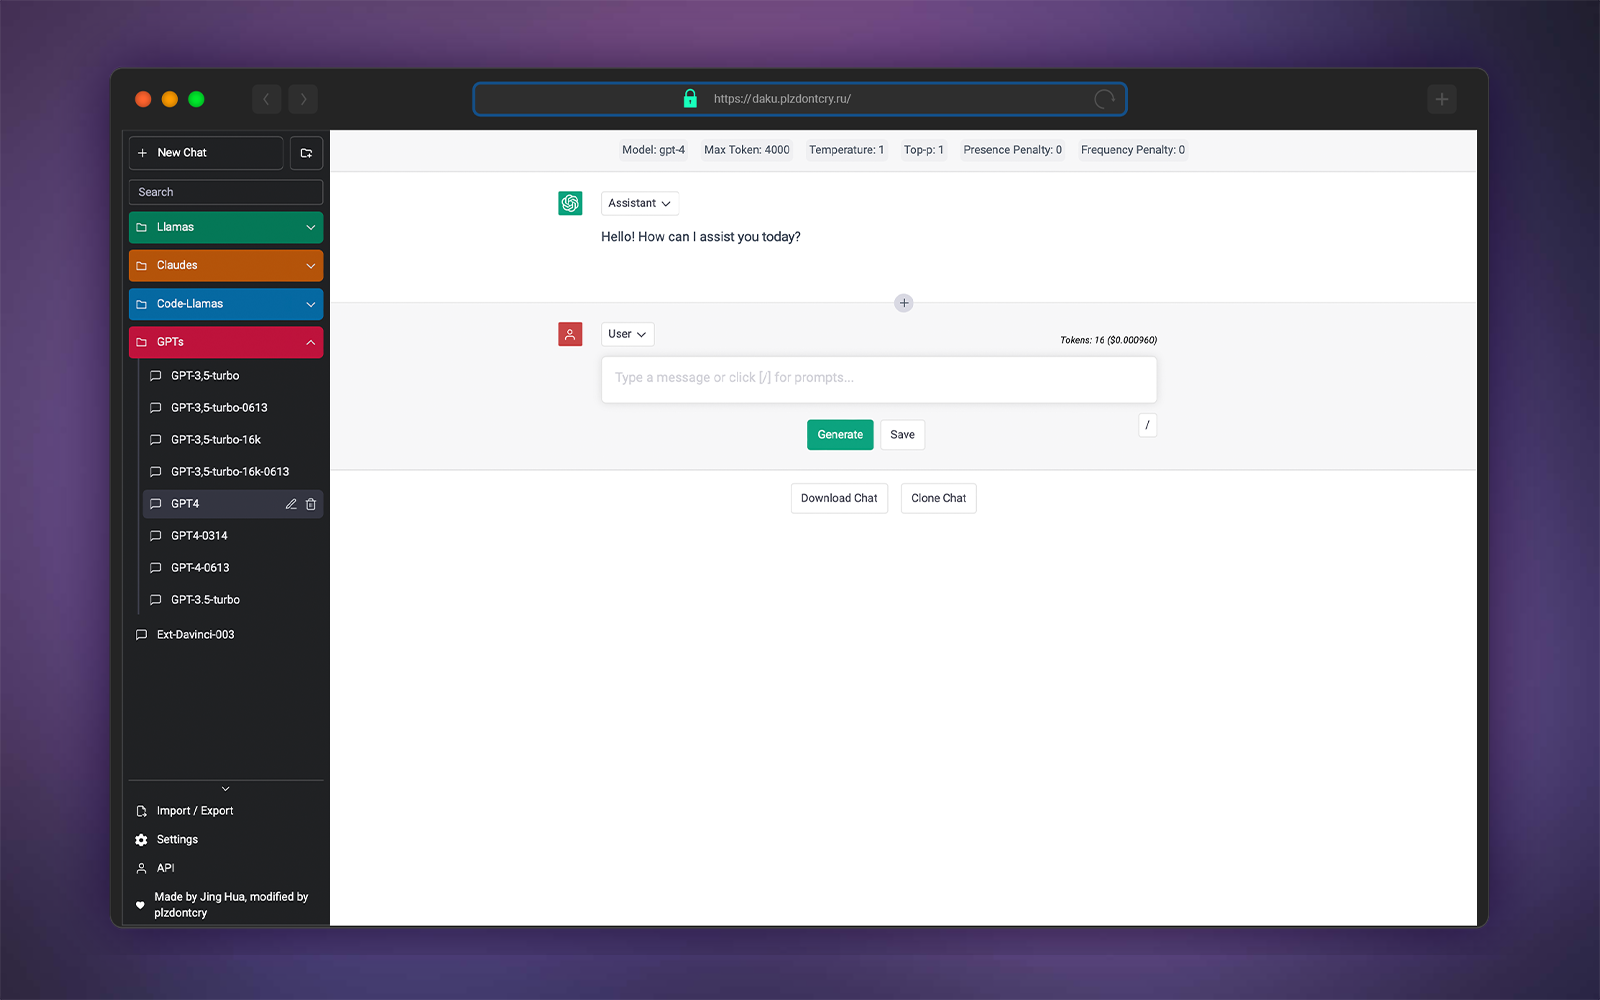 https://daku.plzdontcry.ru/
New Chat
Search
Llamas
Claudes
Code-Llamas
GPTs
GPT-3,5-turbo
GPT-3,5-turbo-0613
GPT-3,5-turbo-16k
GPT-3,5-turbo-16k-0613
GPT4
GPT4-0314
GPT-4-0613
GPT-3.5-turbo
Ext-Davinci-003
Import / Export
Settings
API
Made by Jing Hua, modified by
plzdontcry
Model: gpt-4 Max Token: 4000 Temperature: 1 Top-p: 1 Presence Penalty: 0 Frequency Penalty: 0
Assistant
Hello! How can I assist you today?
User
Tokens: 16 ($0.000960)
Type a message or click [/] for prompts...
/
Generate Save
Download Chat Clone Chat